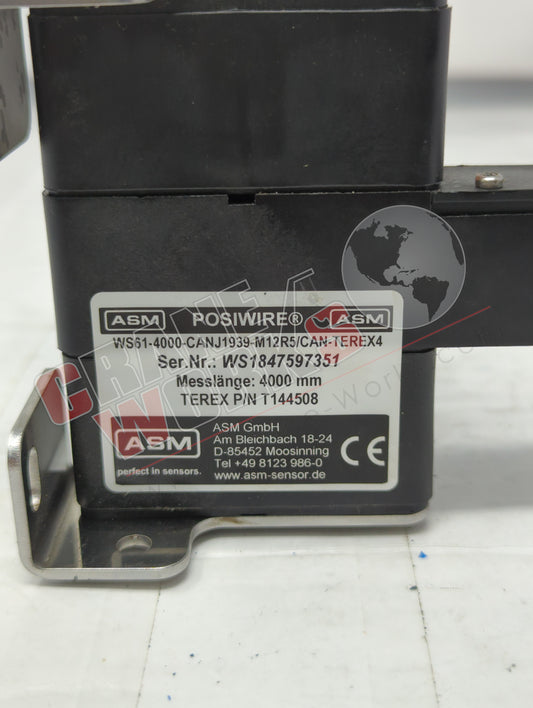 ASM POSIWIRE® ASM
WS61-4000-CANJ1939-M12R5/CAN-TEREX4
Ser.Nr.: WS1847597351
Messlänge: 4000 mm
TEREX P/N T144508
ASM
perfect in sensors.
ASM GmbH
Am Bleichbach 18-24
D-85452 Moosinning
Tel +49 8123 986-0
www.asm-sensor.de
CE
CRANE
WORKS